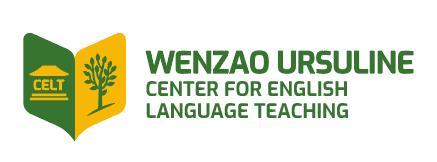 CELT
WENZAO URSULINE
CENTER FOR ENGLISH
LANGUAGE TEACHING